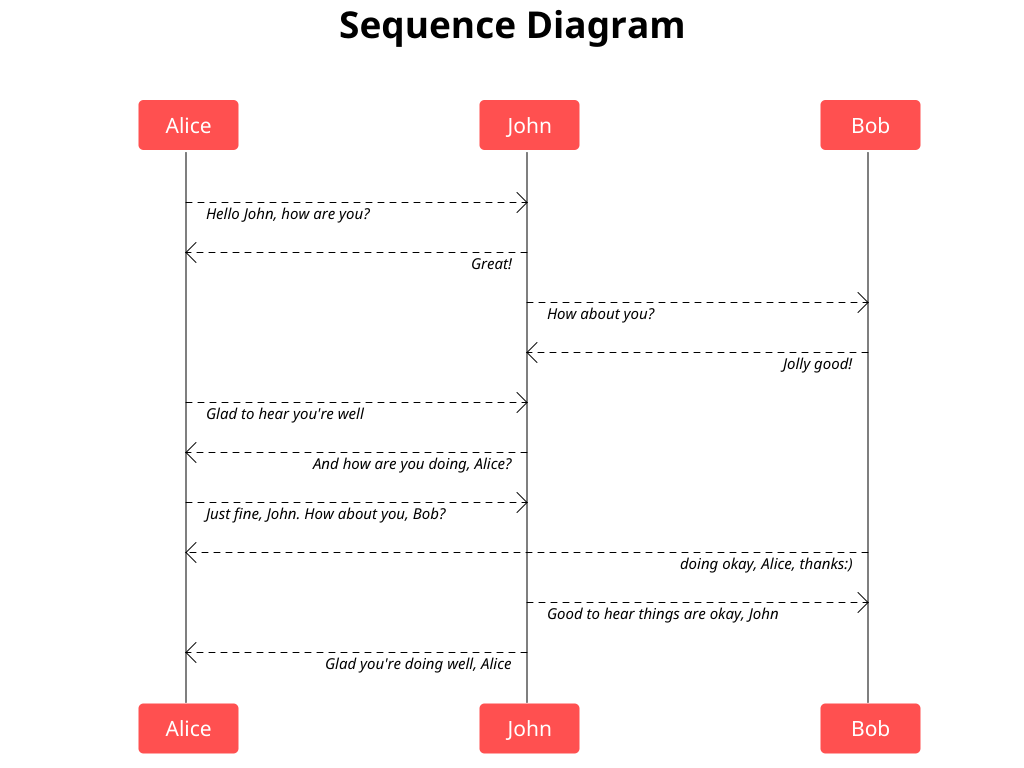 Sequence Diagram
Alice John Bob
Hello John, how are you?
Great!
How about you?
Jolly good!
Glad to hear you're well
And how are you doing, Alice?
Just fine, John. How about you, Bob?
doing okay, Alice, thanks:)
Good to hear things are okay, John
Glad you're doing well, Alice
Alice John Bob